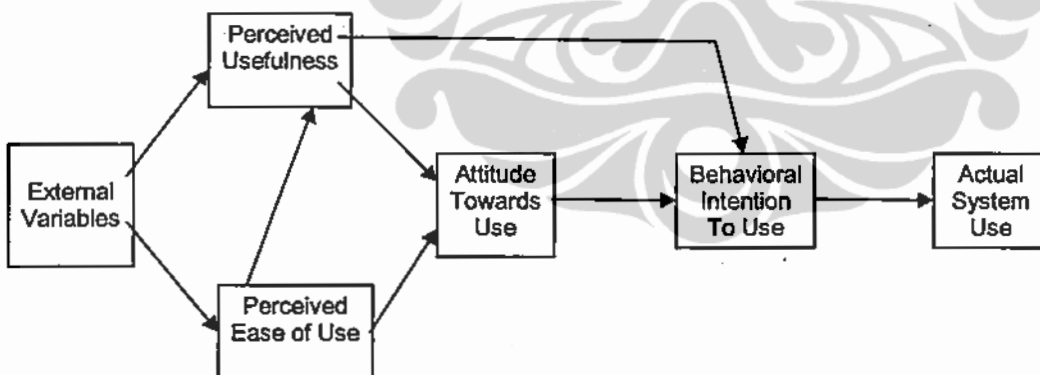 Perceived
Usefulness
External
Variables
Attitude
Towards
Use
Behavioral
Intention
To Use
Actual
System
Use
Perceived
Ease of Use